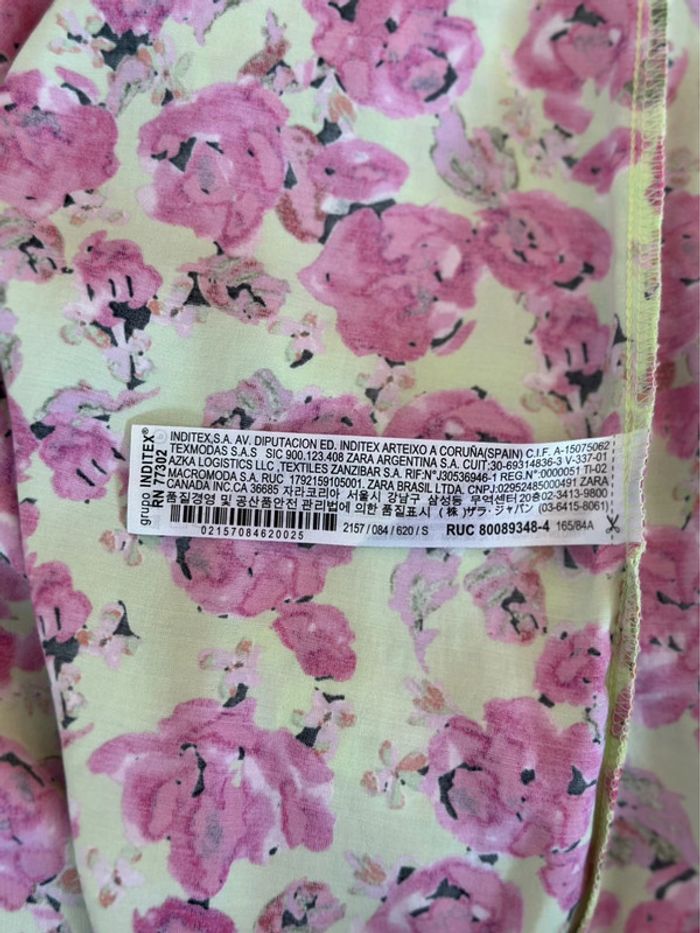 grupo INDITEX®
RN 77302
INDITEX,S.A. AV. DIPUTACION ED. INDITEX ARTEIXO A CORUÑA(SPAIN) C.I.F. A-15075062
TEXMODAS S.A.S SIC 900.123.408 ZARA ARGENTINA S.A. CUIT:30-69314836-3 V-337-01
AZKA LOGISTICS LLC ,TEXTILES ZANZIBAR S.A. RIF:N°J30536946-1 REG.N°:0000051 TI-02
MACROMODA S.A. RUC 1792159105001. ZARA BRASIL LTDA. CNPJ.02952485000491 ZARA
CANADA INC.CA 36685 자라코리아 서울시 강남구 삼성동 무역센터20층02-3413-9800
품질경영 및 공산품안전 관리법에 의한 품질표시 (株)ザラ・ジャパン (03-6415-8061)
02157084620025
2157 / 084 / 620 / S
RUC 80089348-4
165/84A